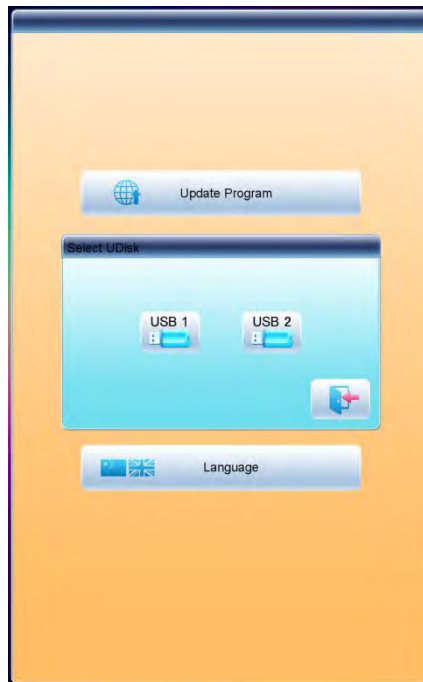 Update Program
Select UDisk
USB 1
USB 2
Language